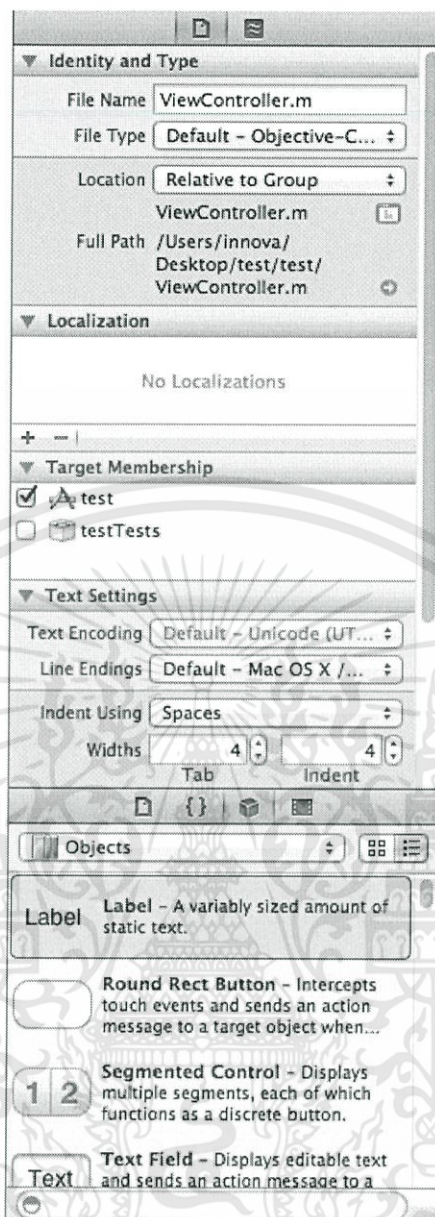 Identity and Type
File Name ViewController.m
File Type Default - Objective-C...
Location Relative to Group
ViewController.m
Full Path /Users/innova/
Desktop/test/test/
ViewController.m
Localization
No Localizations
+ -
Target Membership
test
testTests
Text Settings
Text Encoding Default - Unicode (UT...
Line Endings Default - Mac OS X /...
Indent Using Spaces
Widths 4 4
Tab Indent
{}
Objects
Label Label - A variably sized amount of
static text.
Round Rect Button - Intercepts
touch events and sends an action
message to a target object when...
1 2 Segmented Control - Displays
multiple segments, each of which
functions as a discrete button.
Text Text Field - Displays editable text
and sends an action message to a